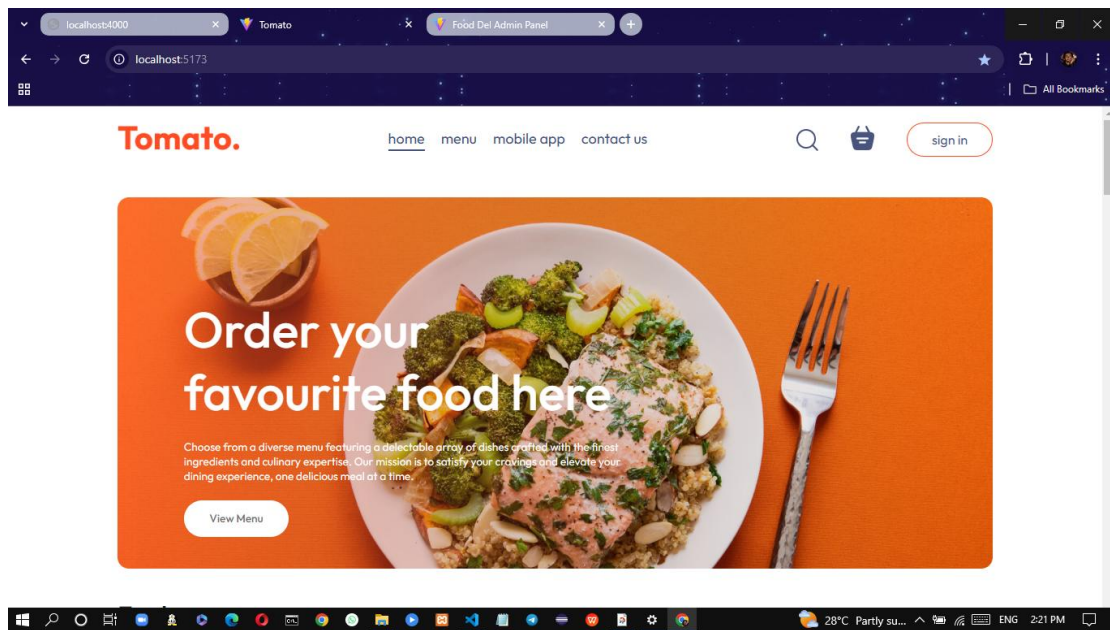 localhost:4000
Tomato
Food Del Admin Panel
localhost:5173
All Bookmarks
Tomato.
home menu mobile app contact us
sign in
Order your
favourite food here
Choose from a diverse menu featuring a delectable array of dishes crafted with the finest
ingredients and culinary expertise. Our mission is to satisfy your cravings and elevate your
dining experience, one delicious meal at a time.
View Menu
28°C Partly su... ENG 2:21 PM